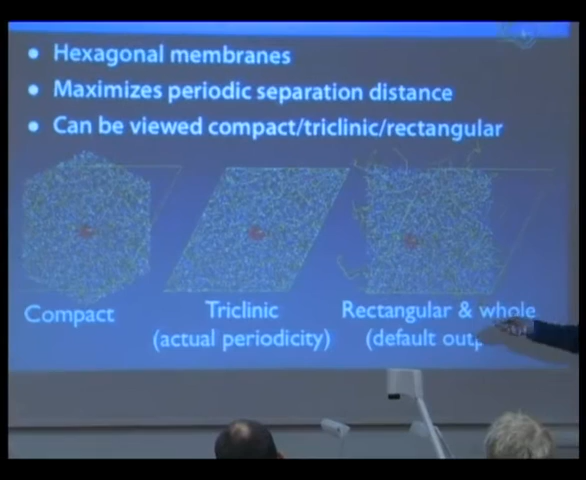 Hexagonal membranes
Maximizes periodic separation distance
Can be viewed compact/triclinic/rectangular
Compact
Triclinic
(actual periodicity)
Rectangular & whole
(default